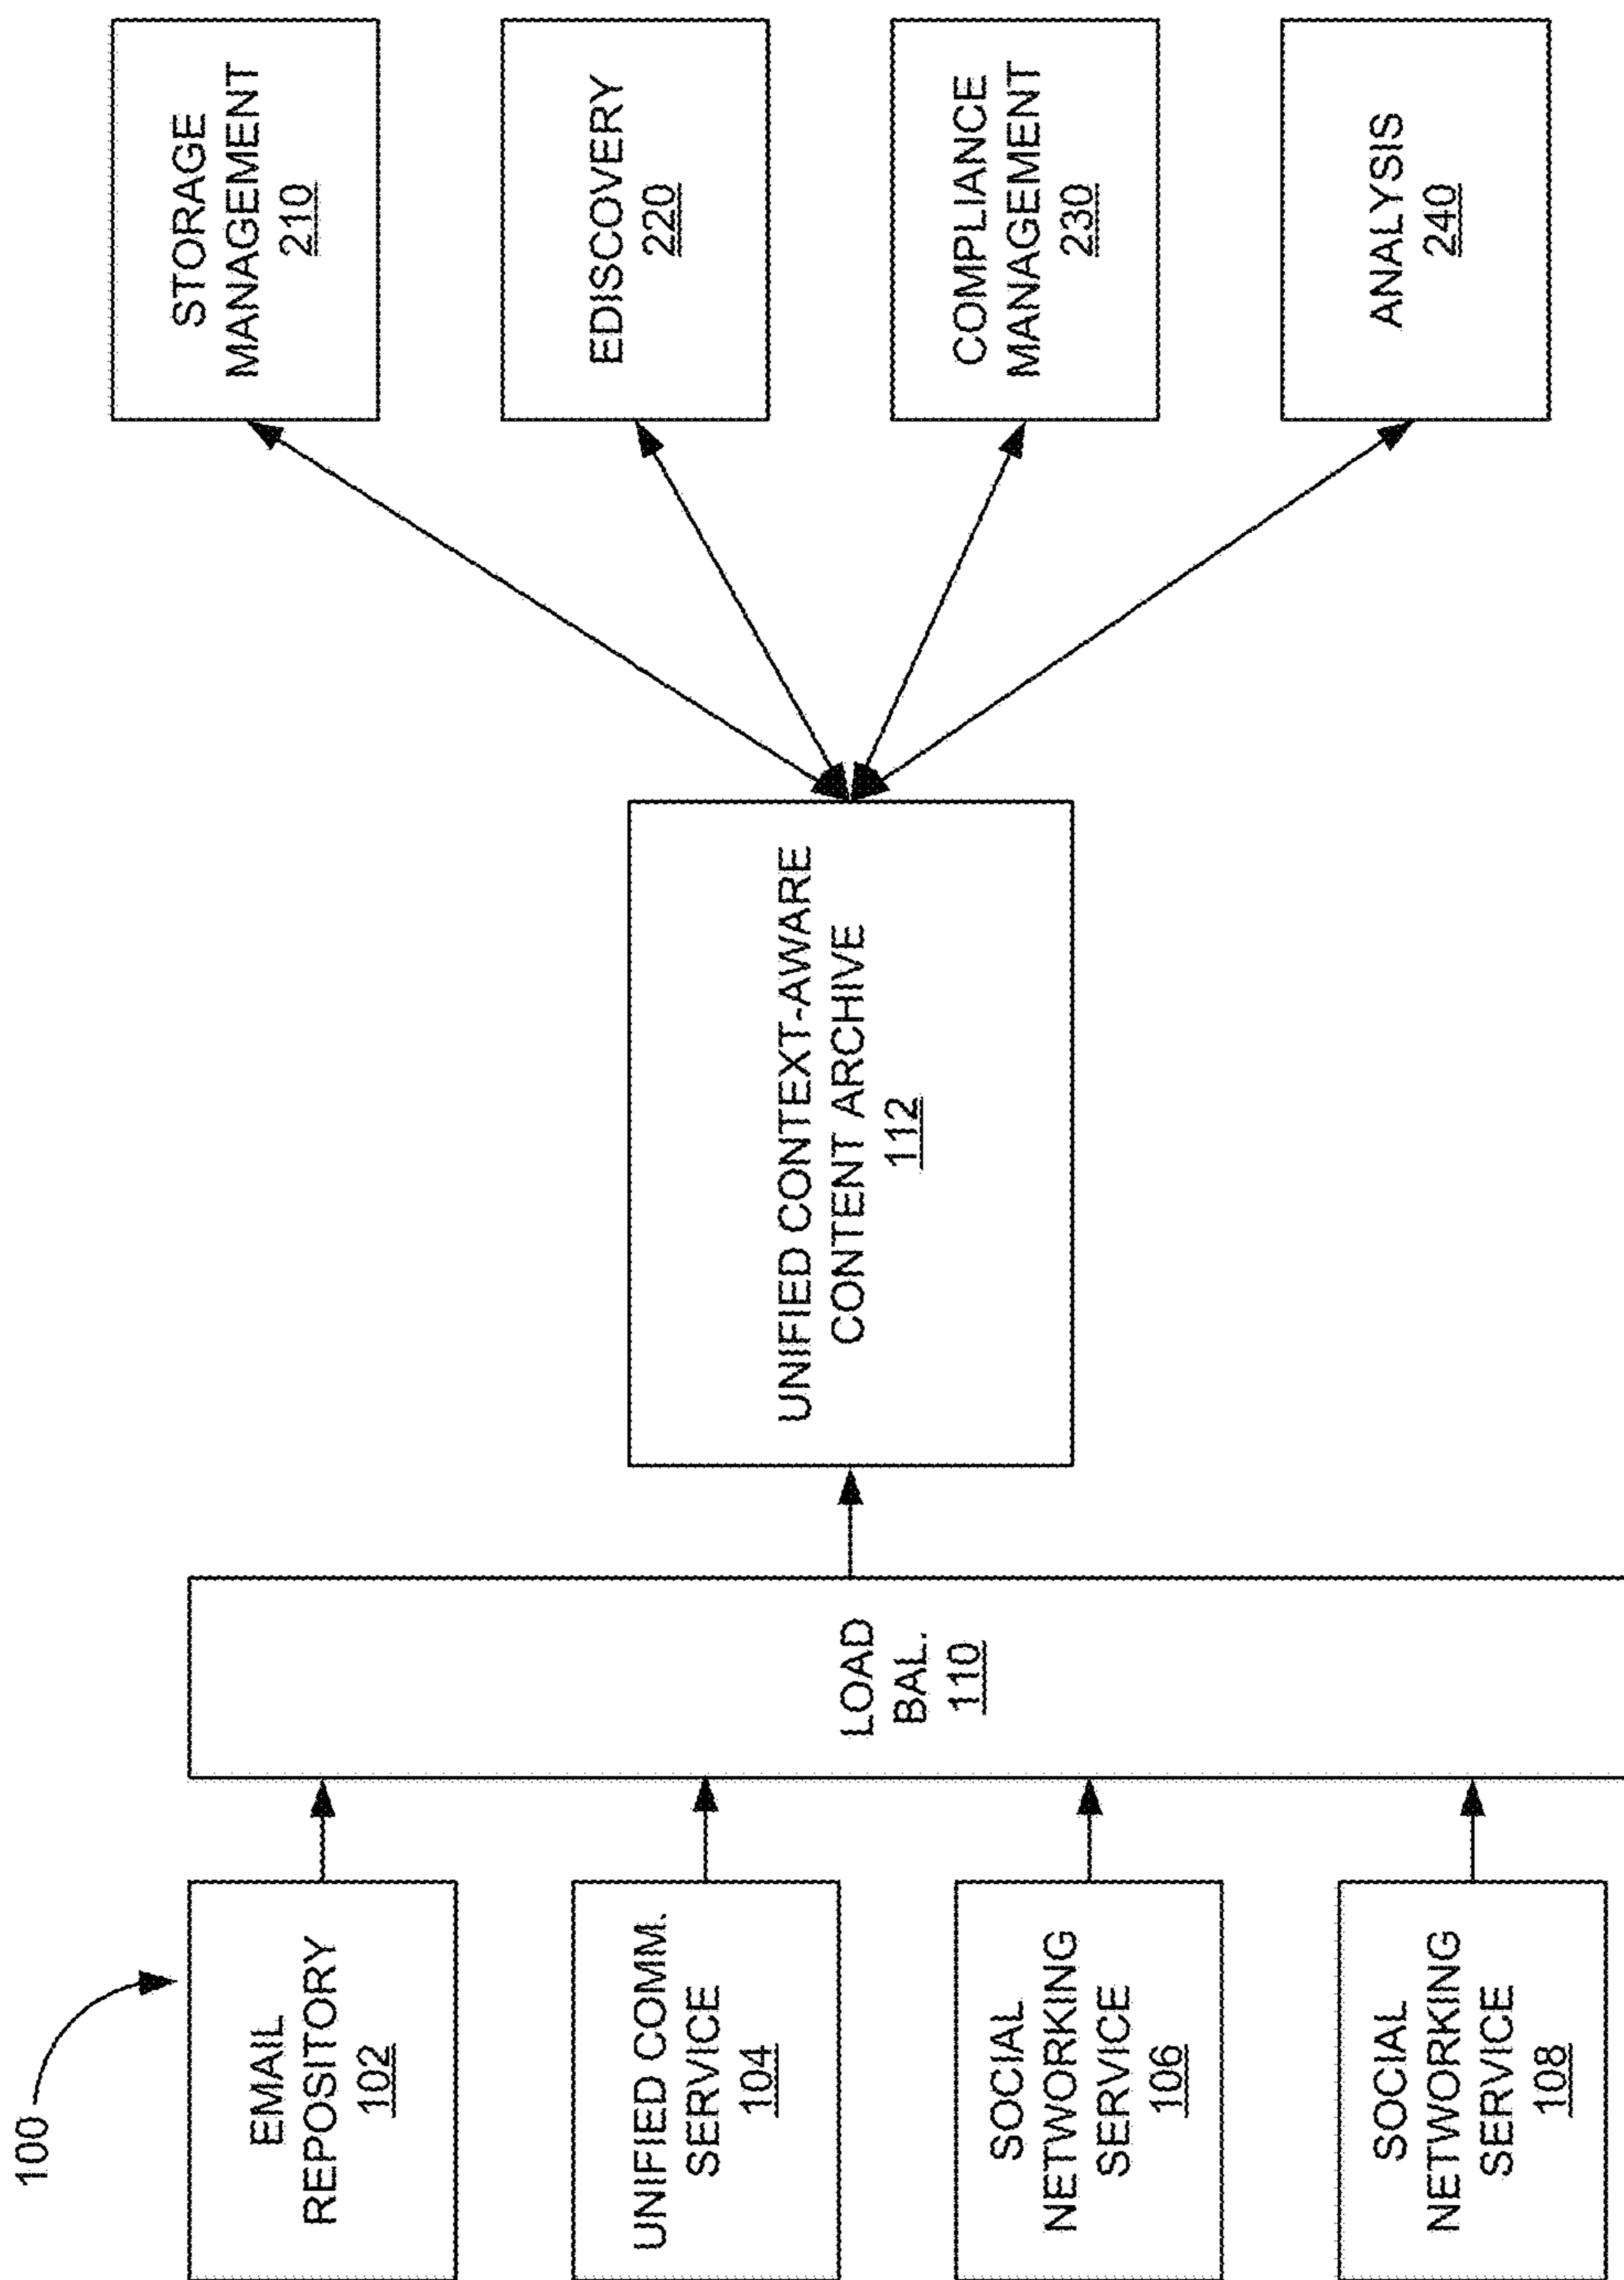 100
EMAIL
REPOSITORY
102
UNIFIED COMM.
SERVICE
104
SOCIAL
NETWORKING
SERVICE
106
SOCIAL
NETWORKING
SERVICE
108
LOAD
BAL.
110
UNIFIED CONTEXT-AWARE
CONTENT ARCHIVE
112
STORAGE
MANAGEMENT
210
EDISCOVERY
220
COMPLIANCE
MANAGEMENT
230
ANALYSIS
240